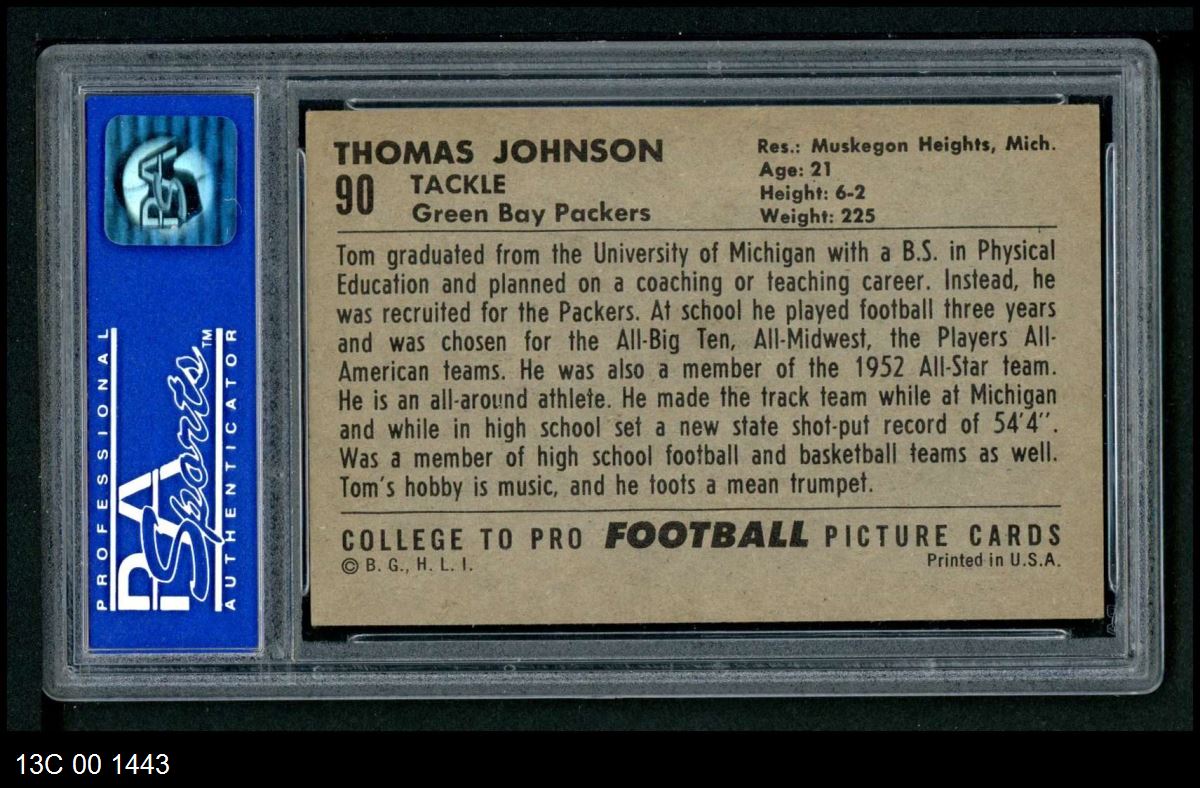 PSA
PROFESSIONAL
PSA
Sports™
AUTHENTICATOR
THOMAS JOHNSON
90
TACKLE
Green Bay Packers
Res.: Muskegon Heights, Mich.
Age: 21
Height: 6-2
Weight: 225
Tom graduated from the University of Michigan with a B.S. in Physical
Education and planned on a coaching or teaching career. Instead, he
was recruited for the Packers. At school he played football three years
and was chosen for the All-Big Ten, All-Midwest, the Players All-
American teams. He was also a member of the 1952 All-Star team.
He is an all-around athlete. He made the track team while at Michigan
and while in high school set a new state shot-put record of 54'4''.
Was a member of high school football and basketball teams as well.
Tom's hobby is music, and he toots a mean trumpet.
COLLEGE TO PRO FOOTBALL PICTURE CARDS
© B. G., H. L. I.
Printed in U.S.A.
13C 00 1443